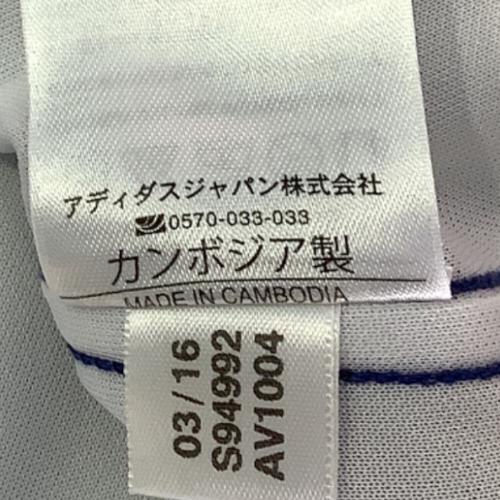 アディダスジャパン株式会社
0570-033-033
カンボジア製
MADE IN CAMBODIA
03/16
S94992
AV1004